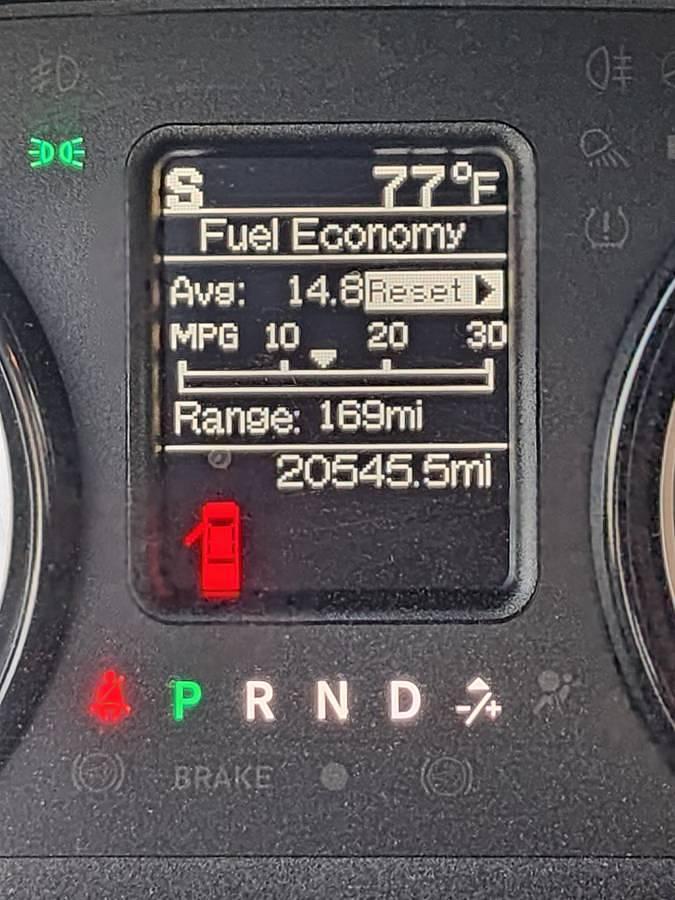 S 77°F
Fuel Economy
Avg: 14.8 Reset
MPG 10 20 30
Range: 169mi
20545.5mi
P R N D -/+
BRAKE